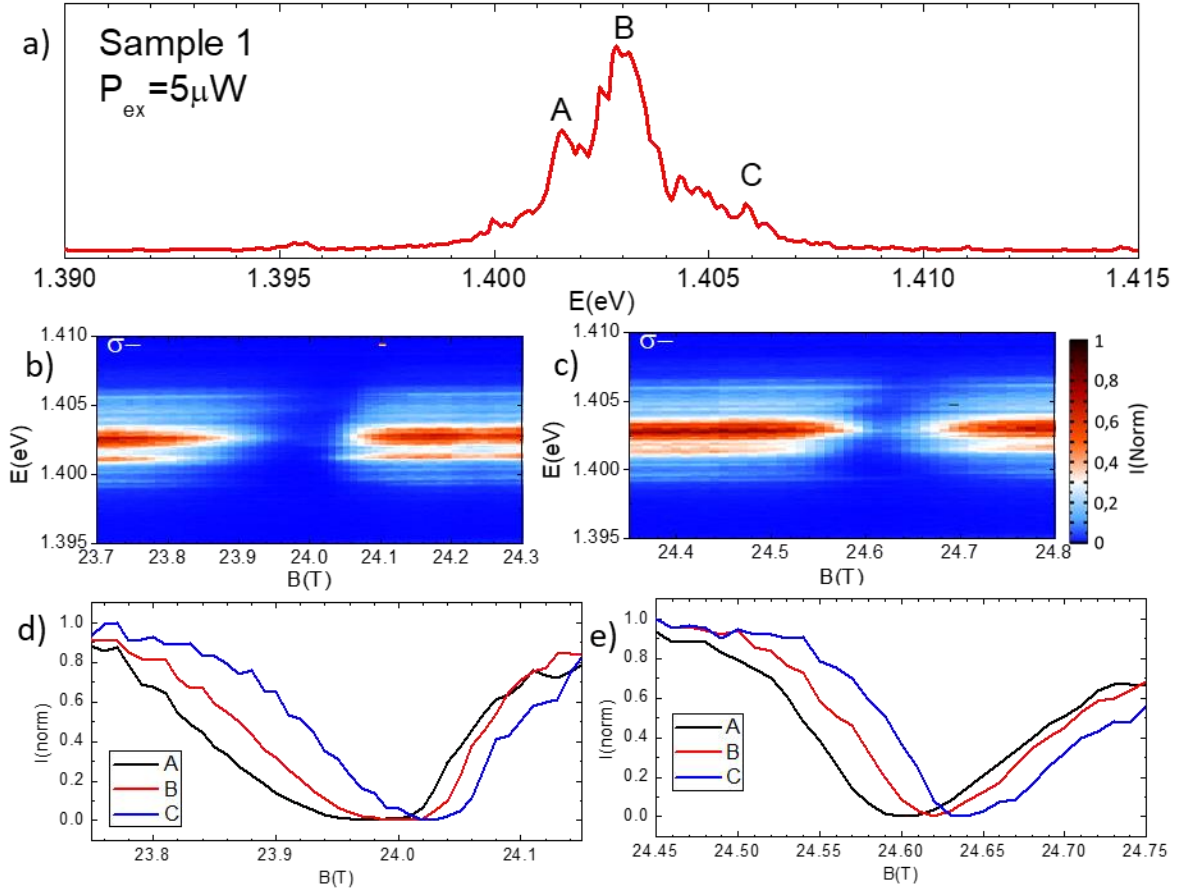 a)
Sample 1
P_ex=5μW
A
B
C
1.390 1.395 1.400 1.405 1.410 1.415
E(eV)
b)
σ−
1.410
1.405
1.400
1.395
E(eV)
23.7 23.8 23.9 24.0 24.1 24.2 24.3
B(T)
c)
σ−
1.410
1.405
1.400
1.395
E(eV)
24.4 24.5 24.6 24.7 24.8
B(T)
1
0,8
0,6
0,4
0,2
0
I(Norm)
d)
1.0
0.8
0.6
0.4
0.2
0.0
I(norm)
A
B
C
23.8 23.9 24.0 24.1
B(T)
e)
1.0
0.8
0.6
0.4
0.2
0.0
I(norm)
A
B
C
24.45 24.50 24.55 24.60 24.65 24.70 24.75
B(T)